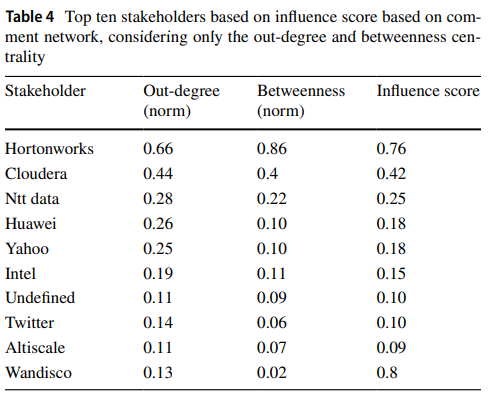 Table 4 Top ten stakeholders based on influence score based on com-
ment network, considering only the out-degree and betweenness cen-
trality
Stakeholder Out-degree (norm) Betweenness (norm) Influence score
Hortonworks 0.66 0.86 0.76
Cloudera 0.44 0.4 0.42
Ntt data 0.28 0.22 0.25
Huawei 0.26 0.10 0.18
Yahoo 0.25 0.10 0.18
Intel 0.19 0.11 0.15
Undefined 0.11 0.09 0.10
Twitter 0.14 0.06 0.10
Altiscale 0.11 0.07 0.09
Wandisco 0.13 0.02 0.8